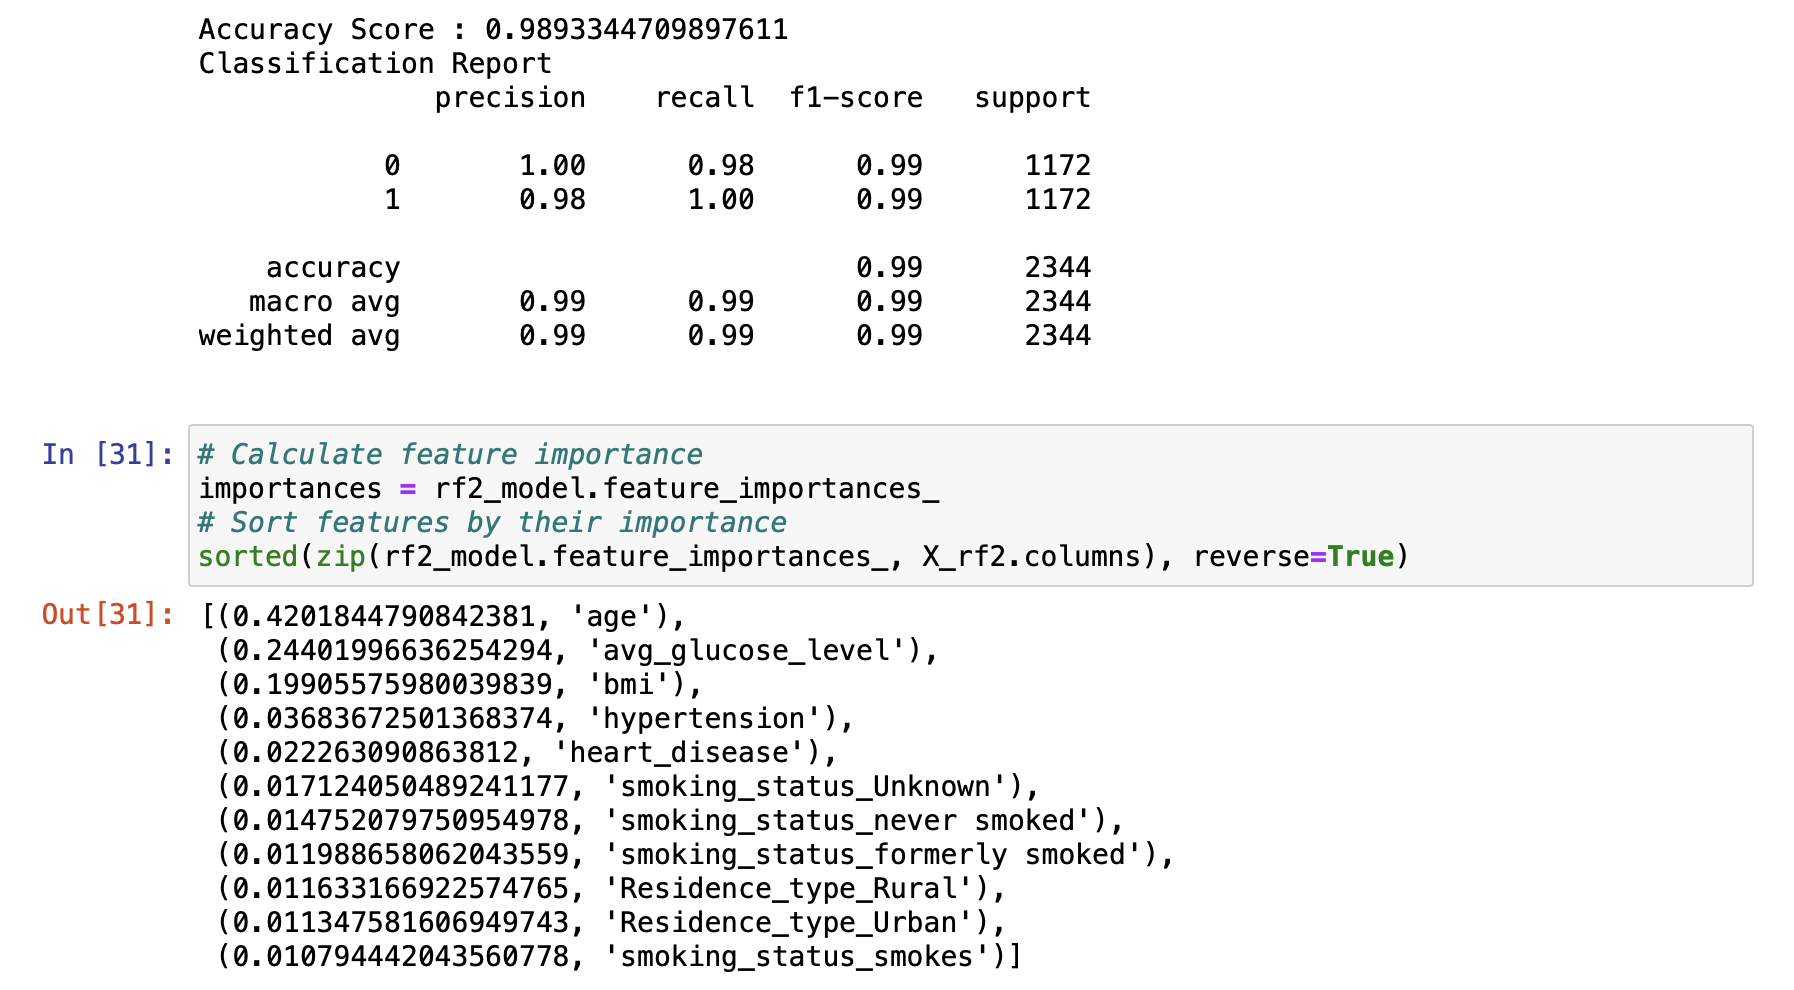 Accuracy Score : 0.9893344709897611
Classification Report
precision recall f1-score support
0 1.00 0.98 0.99 1172
1 0.98 1.00 0.99 1172
accuracy 0.99 2344
macro avg 0.99 0.99 0.99 2344
weighted avg 0.99 0.99 0.99 2344
In [31]: # Calculate feature importance
importances = rf2_model.feature_importances_
# Sort features by their importance
sorted(zip(rf2_model.feature_importances_, X_rf2.columns), reverse=True)
Out[31]: [(0.4201844790842381, 'age'),
(0.24401996636254294, 'avg_glucose_level'),
(0.19905575980039839, 'bmi'),
(0.03683672501368374, 'hypertension'),
(0.022263090863812, 'heart_disease'),
(0.017124050489241177, 'smoking_status_Unknown'),
(0.014752079750954978, 'smoking_status_never smoked'),
(0.011988658062043559, 'smoking_status_formerly smoked'),
(0.011633166922574765, 'Residence_type_Rural'),
(0.011347581606949743, 'Residence_type_Urban'),
(0.010794442043560778, 'smoking_status_smokes')]